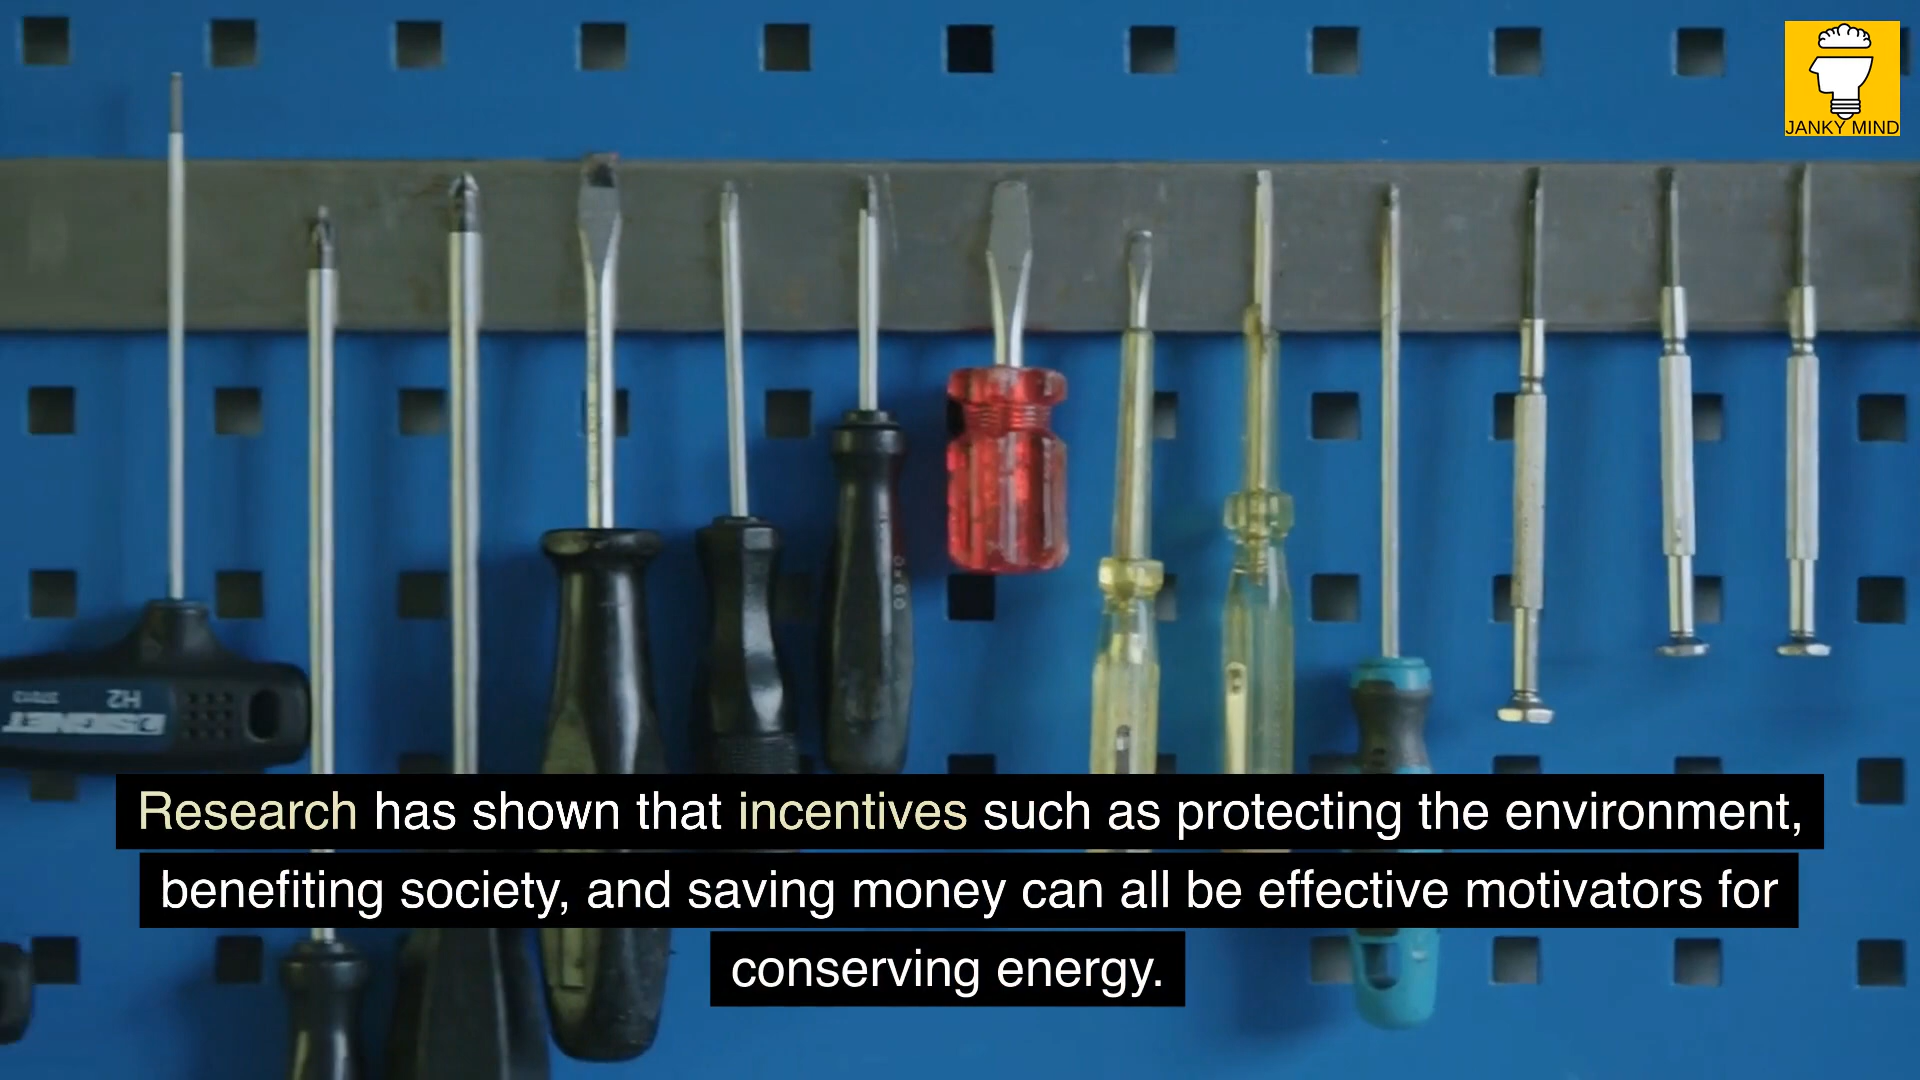 JANKY MIND
H2
Research has shown that incentives such as protecting the environment,
benefiting society, and saving money can all be effective motivators for
conserving energy.